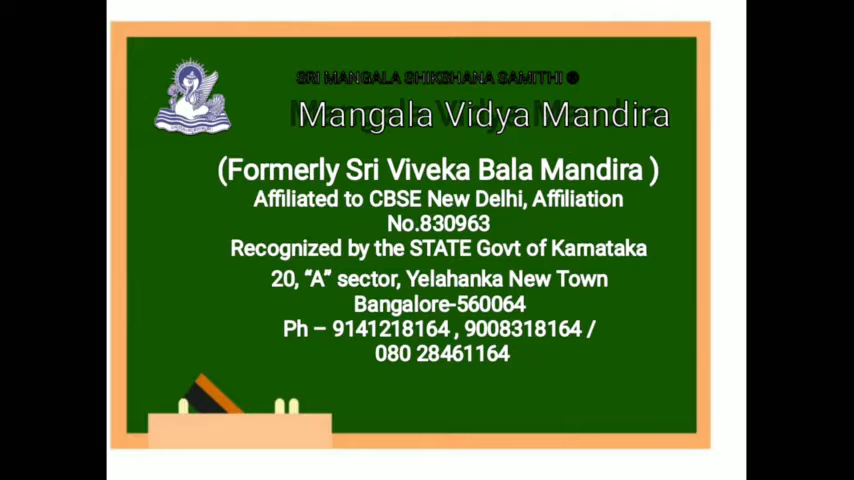 SRI MANGALA SHIKSHANA SAMITHI ®
Mangala Vidya Mandira
(Formerly Sri Viveka Bala Mandira )
Affiliated to CBSE New Delhi, Affiliation
No.830963
Recognized by the STATE Govt of Karnataka
20, “A” sector, Yelahanka New Town
Bangalore-560064
Ph – 9141218164 , 9008318164 /
080 28461164